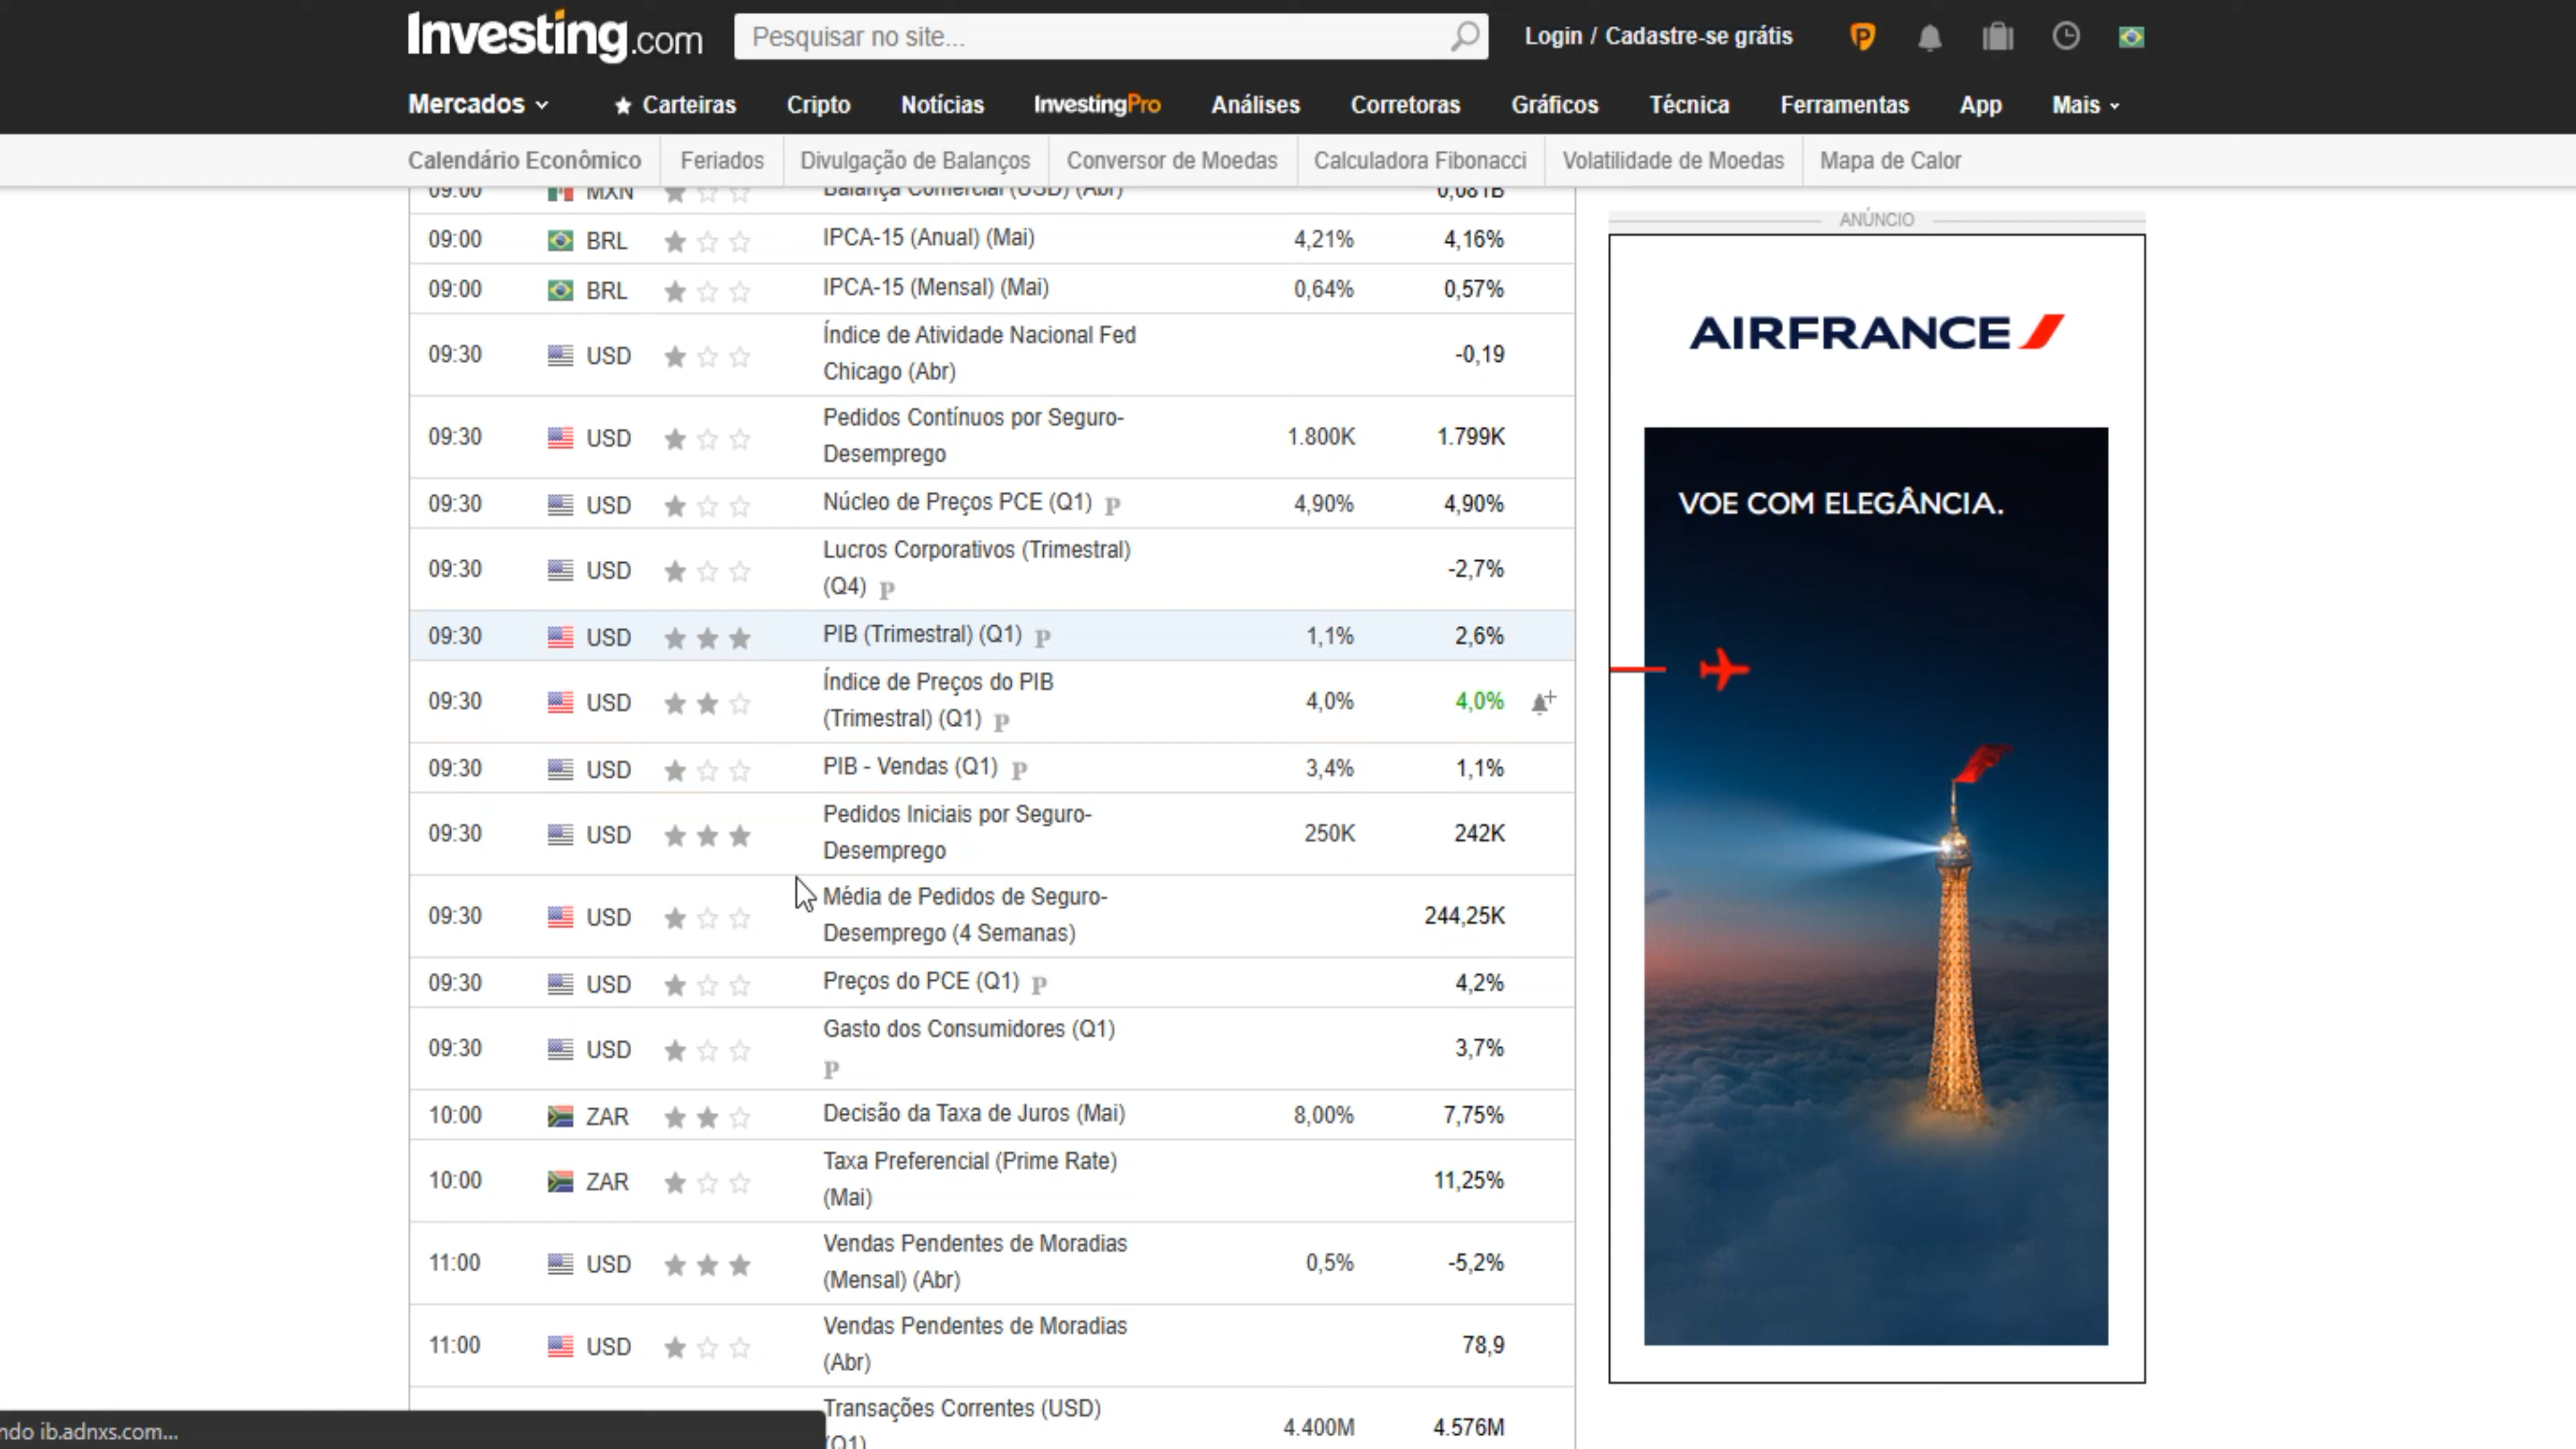 Investing.com
Pesquisar no site...
Login / Cadastre-se grátis
Mercados
Carteiras
Cripto
Notícias
InvestingPro
Análises
Corretoras
Gráficos
Técnica
Ferramentas
App
Mais
Calendário Econômico
Feriados
Divulgação de Balanços
Conversor de Moedas
Calculadora Fibonacci
Volatilidade de Moedas
Mapa de Calor
09:00 MXN Balança Comercial (USD) (Abr) 0,081B
09:00 BRL IPCA-15 (Anual) (Mai) 4,21% 4,16%
09:00 BRL IPCA-15 (Mensal) (Mai) 0,64% 0,57%
09:30 USD Índice de Atividade Nacional Fed
Chicago (Abr) -0,19
09:30 USD Pedidos Contínuos por Seguro-
Desemprego 1.800K 1.799K
09:30 USD Núcleo de Preços PCE (Q1) P 4,90% 4,90%
09:30 USD Lucros Corporativos (Trimestral)
(Q4) P -2,7%
09:30 USD PIB (Trimestral) (Q1) P 1,1% 2,6%
09:30 USD Índice de Preços do PIB
(Trimestral) (Q1) P 4,0% 4,0%
09:30 USD PIB - Vendas (Q1) P 3,4% 1,1%
09:30 USD Pedidos Iniciais por Seguro-
Desemprego 250K 242K
09:30 USD Média de Pedidos de Seguro-
Desemprego (4 Semanas) 244,25K
09:30 USD Preços do PCE (Q1) P 4,2%
09:30 USD Gasto dos Consumidores (Q1)
P 3,7%
10:00 ZAR Decisão da Taxa de Juros (Mai) 8,00% 7,75%
10:00 ZAR Taxa Preferencial (Prime Rate)
(Mai) 11,25%
11:00 USD Vendas Pendentes de Moradias
(Mensal) (Abr) 0,5% -5,2%
11:00 USD Vendas Pendentes de Moradias
(Abr) 78,9
Transações Correntes (USD)
(Q1) 4.400M 4.576M
ndo ib.adnxs.com...
ANÚNCIO
AIRFRANCE
VOE COM ELEGÂNCIA.